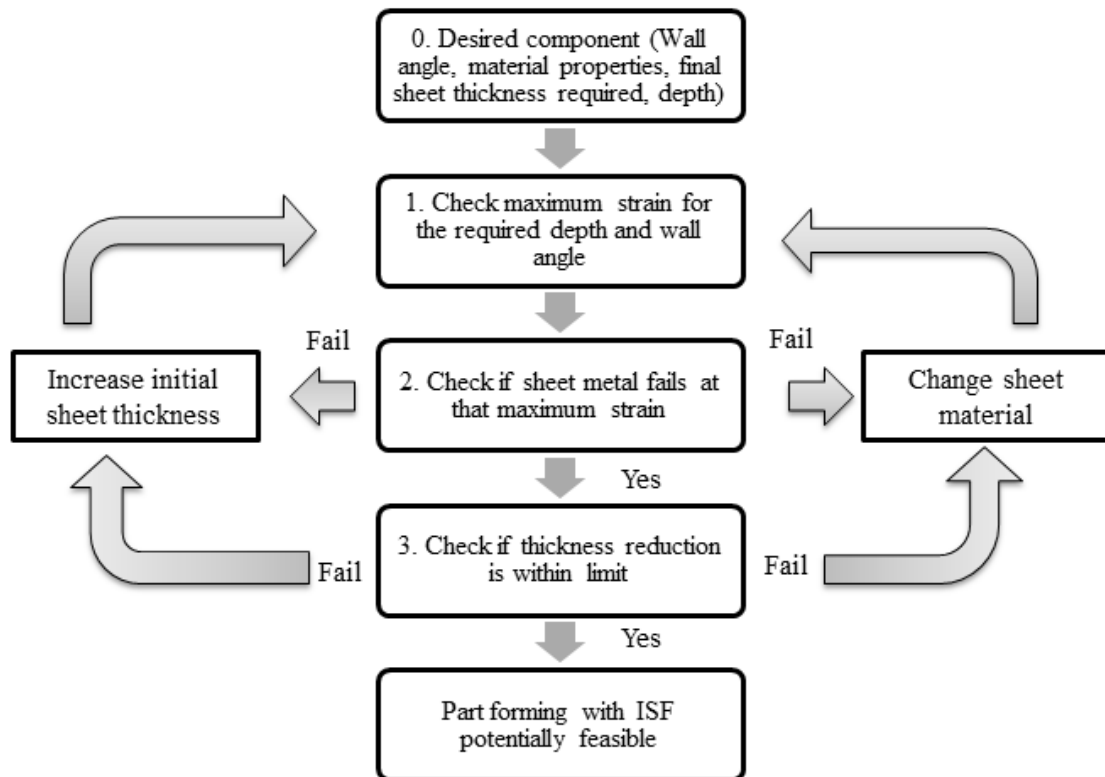 0. Desired component (Wall
angle, material properties, final
sheet thickness required, depth)
1. Check maximum strain for
the required depth and wall
angle
Fail
Fail
Increase initial
sheet thickness
2. Check if sheet metal fails at
that maximum strain
Change sheet
material
Yes
3. Check if thickness reduction
is within limit
Fail
Fail
Yes
Part forming with ISF
potentially feasible